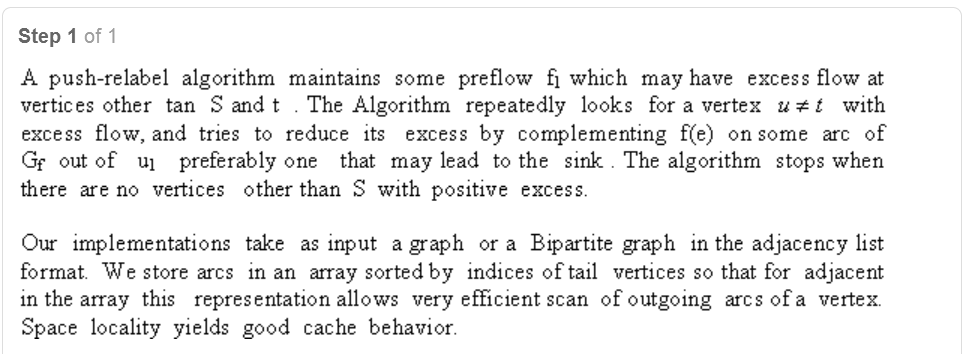 Step 1 of 1
A push-relabel algorithm maintains some preflow f₁ which may have excess flow at
vertices other tan S and t . The Algorithm repeatedly looks for a vertex u ≠ t with
excess flow, and tries to reduce its excess by complementing f(e) on some arc of
G_f out of u₁ preferably one that may lead to the sink . The algorithm stops when
there are no vertices other than S with positive excess.
Our implementations take as input a graph or a Bipartite graph in the adjacency list
format. We store arcs in an array sorted by indices of tail vertices so that for adjacent
in the array this representation allows very efficient scan of outgoing arcs of a vertex.
Space locality yields good cache behavior.